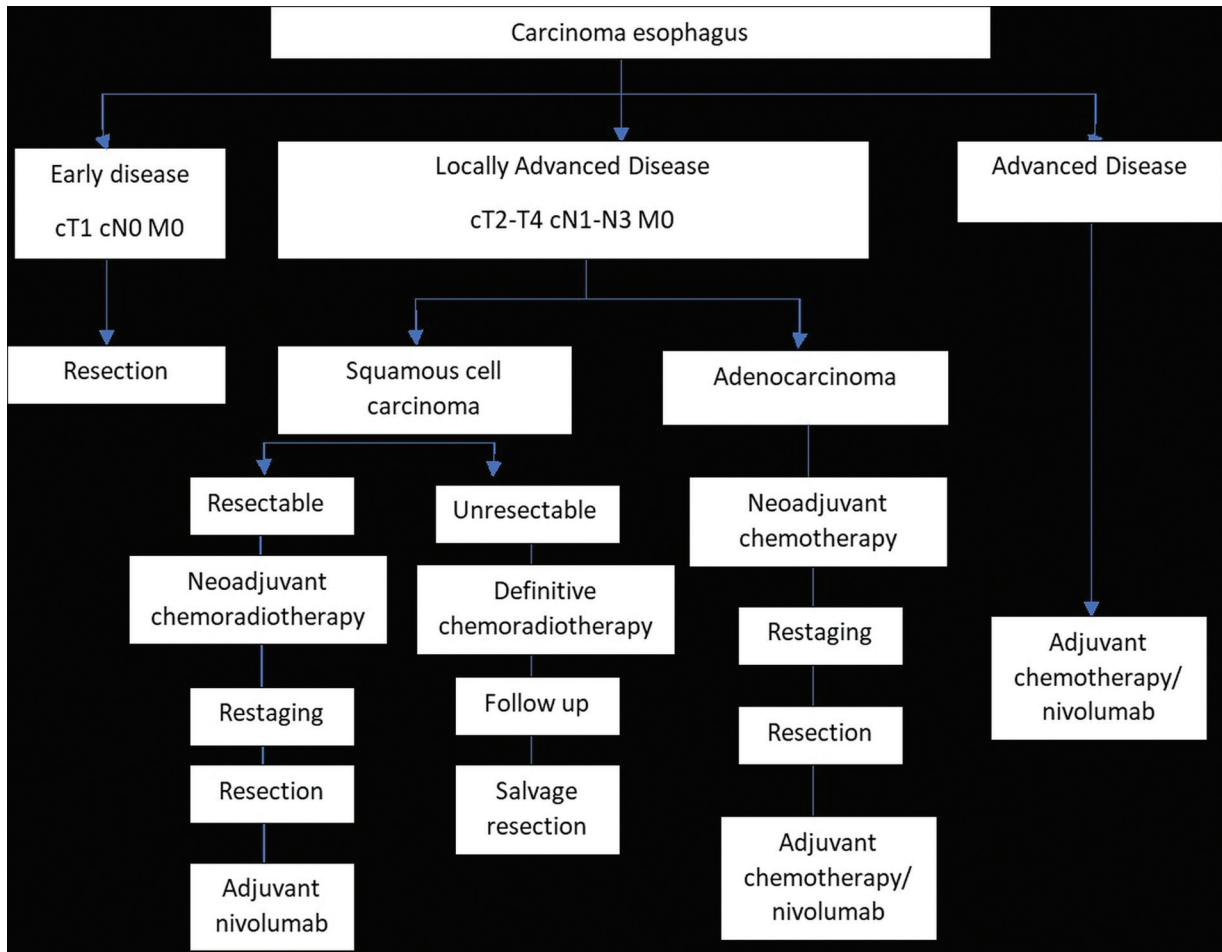 Carcinoma esophagus
Early disease
cT1 cN0 M0
Locally Advanced Disease
cT2-T4 cN1-N3 M0
Advanced Disease
Resection
Squamous cell
carcinoma
Adenocarcinoma
Resectable
Neoadjuvant
chemoradiotherapy
Restaging
Resection
Adjuvant
nivolumab
Unresectable
Definitive
chemoradiotherapy
Follow up
Salvage
resection
Neoadjuvant
chemotherapy
Restaging
Resection
Adjuvant
chemotherapy/
nivolumab
Adjuvant
chemotherapy/
nivolumab